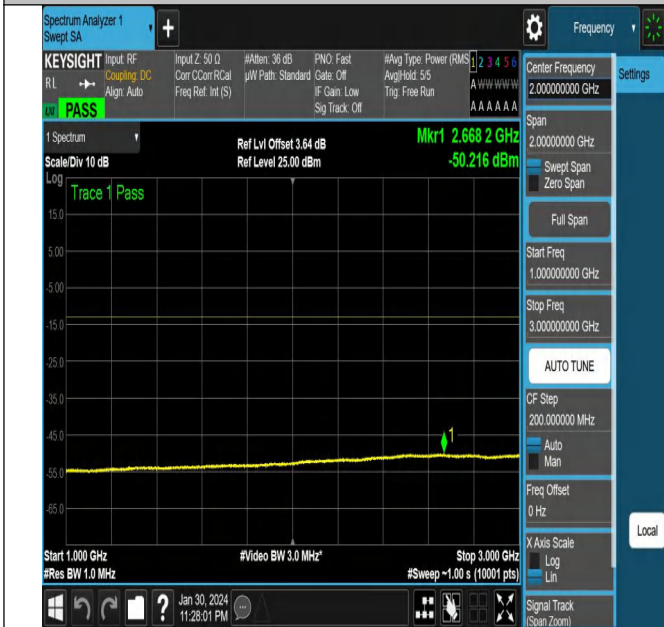 Spectrum Analyzer 1
Swept SA
+
Frequency
KEYSIGHT
RL
LXI
PASS
Input: RF
Coupling: DC
Align: Auto
Input Z: 50 Ω
Corr CCorr RCal
Freq Ref: Int (S)
#Atten: 36 dB
µW Path: Standard
PNO: Fast
Gate: Off
IF Gain: Low
Sig Track: Off
#Avg Type: Power (RMS
Avg|Hold: 5/5
Trig: Free Run
1 2 3 4 5 6
A W W W W W
A A A A A A
Center Frequency
2.000000000 GHz
Settings
1 Spectrum
Scale/Div 10 dB
Ref Lvl Offset 3.64 dB
Ref Level 25.00 dBm
Mkr1 2.668 2 GHz
-50.216 dBm
Span
2.00000000 GHz
Swept Span
Zero Span
Full Span
Start Freq
1.000000000 GHz
Stop Freq
3.000000000 GHz
AUTO TUNE
CF Step
200.000000 MHz
Auto
Man
Freq Offset
0 Hz
X Axis Scale
Log
Lin
Signal Track
(Span Zoom)
Local
Log
Trace 1 Pass
15.0
5.00
-5.00
-15.0
-25.0
-35.0
-45.0
-55.0
-65.0
1
Start 1.000 GHz
#Res BW 1.0 MHz
#Video BW 3.0 MHz*
Stop 3.000 GHz
#Sweep ~1.00 s (10001 pts)
?
Jan 30, 2024
11:28:01 PM